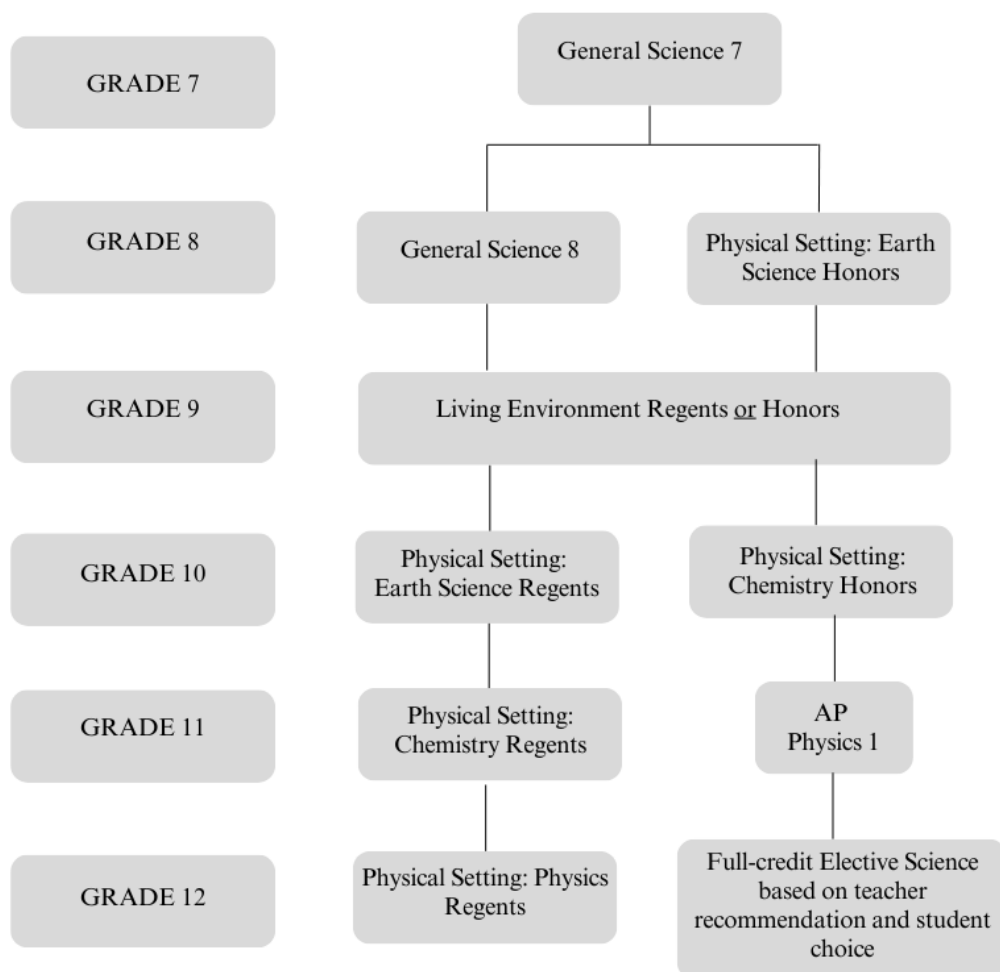 GRADE 7
General Science 7
GRADE 8
General Science 8
Physical Setting: Earth
Science Honors
GRADE 9
Living Environment Regents or Honors
GRADE 10
Physical Setting:
Earth Science Regents
Physical Setting:
Chemistry Honors
GRADE 11
Physical Setting:
Chemistry Regents
AP
Physics 1
GRADE 12
Physical Setting: Physics
Regents
Full-credit Elective Science
based on teacher
recommendation and student
choice